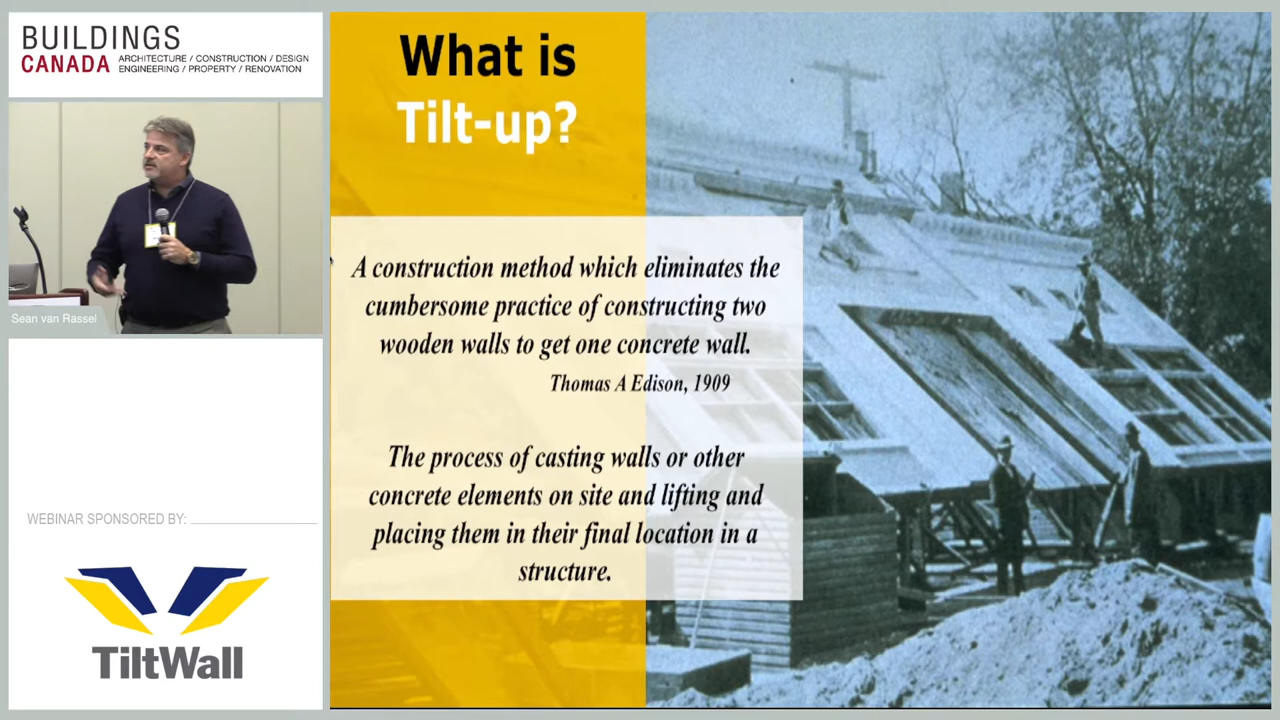 BUILDINGS
CANADA
ARCHITECTURE / CONSTRUCTION / DESIGN
ENGINEERING / PROPERTY / RENOVATION
Sean van Rassel
WEBINAR SPONSORED BY:
TiltWall
What is
Tilt-up?
A construction method which eliminates the
cumbersome practice of constructing two
wooden walls to get one concrete wall.
Thomas A Edison, 1909
The process of casting walls or other
concrete elements on site and lifting and
placing them in their final location in a
structure.